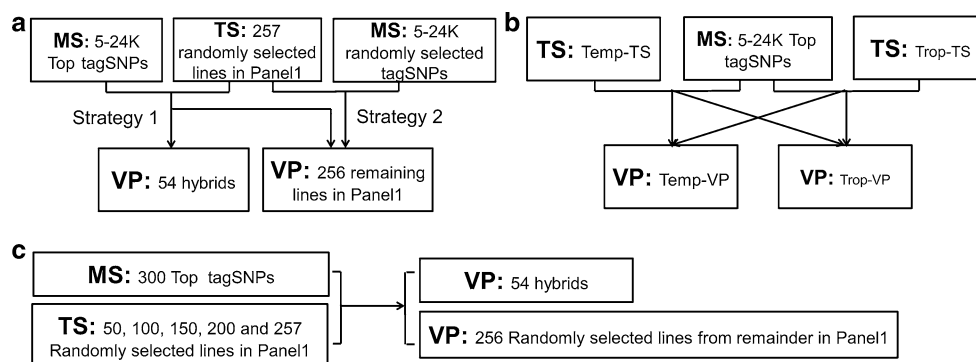 a
MS: 5-24K
Top tagSNPs
TS: 257
randomly selected
lines in Panel1
MS: 5-24K
randomly selected
tagSNPs
Strategy 1
Strategy 2
VP: 54 hybrids
VP: 256 remaining
lines in Panel1
b
TS: Temp-TS
MS: 5-24K Top
tagSNPs
TS: Trop-TS
VP: Temp-VP
VP: Trop-VP
c
MS: 300 Top tagSNPs
TS: 50, 100, 150, 200 and 257
Randomly selected lines in Panel1
VP: 54 hybrids
VP: 256 Randomly selected lines from remainder in Panel1